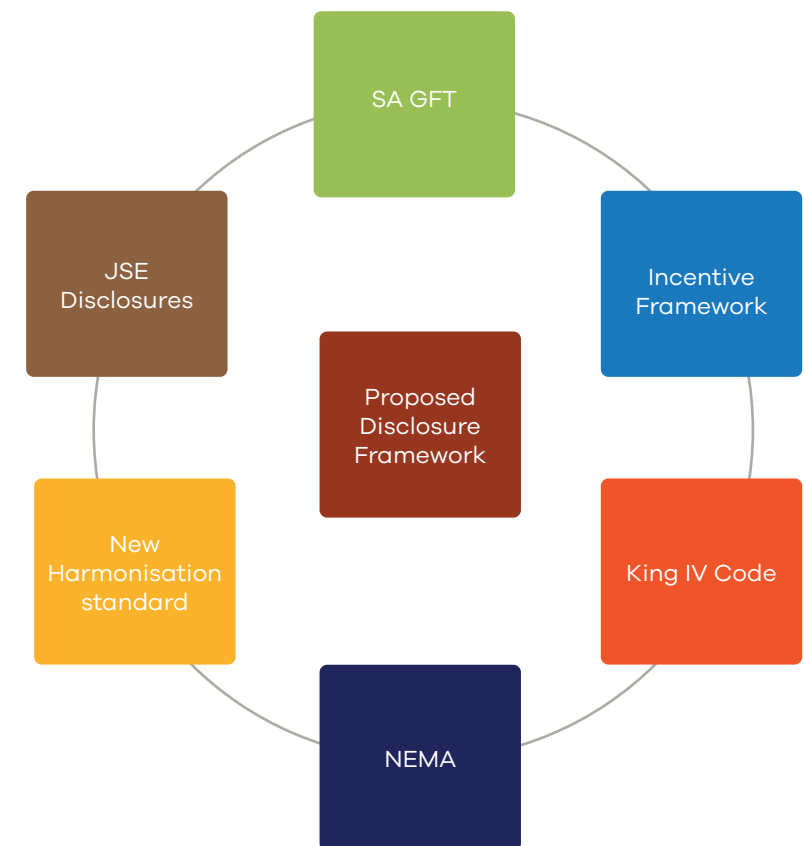 SA GFT
JSE
Disclosures
Incentive
Framework
Proposed
Disclosure
Framework
New
Harmonisation
standard
King IV Code
NEMA